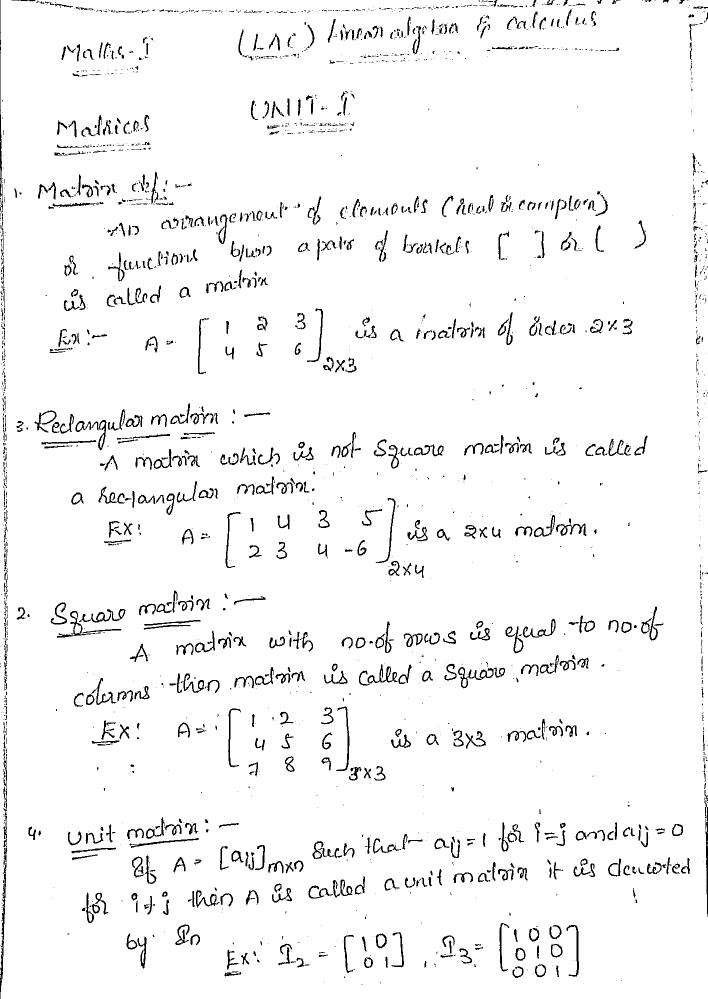 Maths-I (LAC) Linear algebra & calculus
Matrices UNIT-I
1. Matrix def:-
An arrangement of elements (real or complex)
or functions b/wn a pair of brackets [ ] or ( )
is called a matrix
Ex:- A = [1 2 3
4 5 6]2x3 is a matrix of order 2x3
3. Rectangular matrix :-
A matrix which is not square matrix is called
a rectangular matrix.
Ex: A = [1 4 3 5
2 3 4 -6]2x4 is a 2x4 matrix.
2. Square matrix :-
A matrix with no.of rows is equal to no.of
columns then matrix is called a square matrix.
Ex: A = [1 2 3
4 5 6
7 8 9]3x3 is a 3x3 matrix.
4. Unit matrix :-
If A = [aij]mxn such that aij = 1 for i=j and aij = 0
for i≠j then A is called a unit matrix it is denoted
by In
Ex: I2 = [1 0
0 1], I3 = [1 0 0
0 1 0
0 0 1]